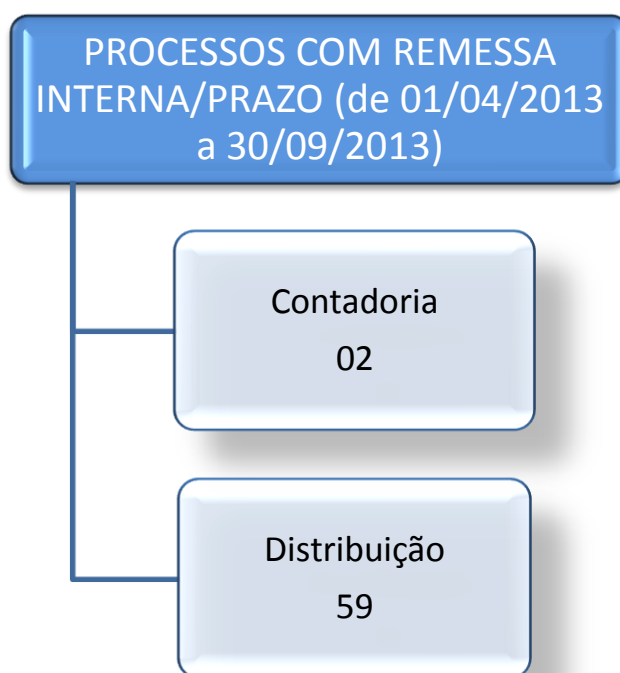 PROCESSOS COM REMESSA
INTERNA/PRAZO (de 01/04/2013
a 30/09/2013)
Contadoria
02
Distribuição
59